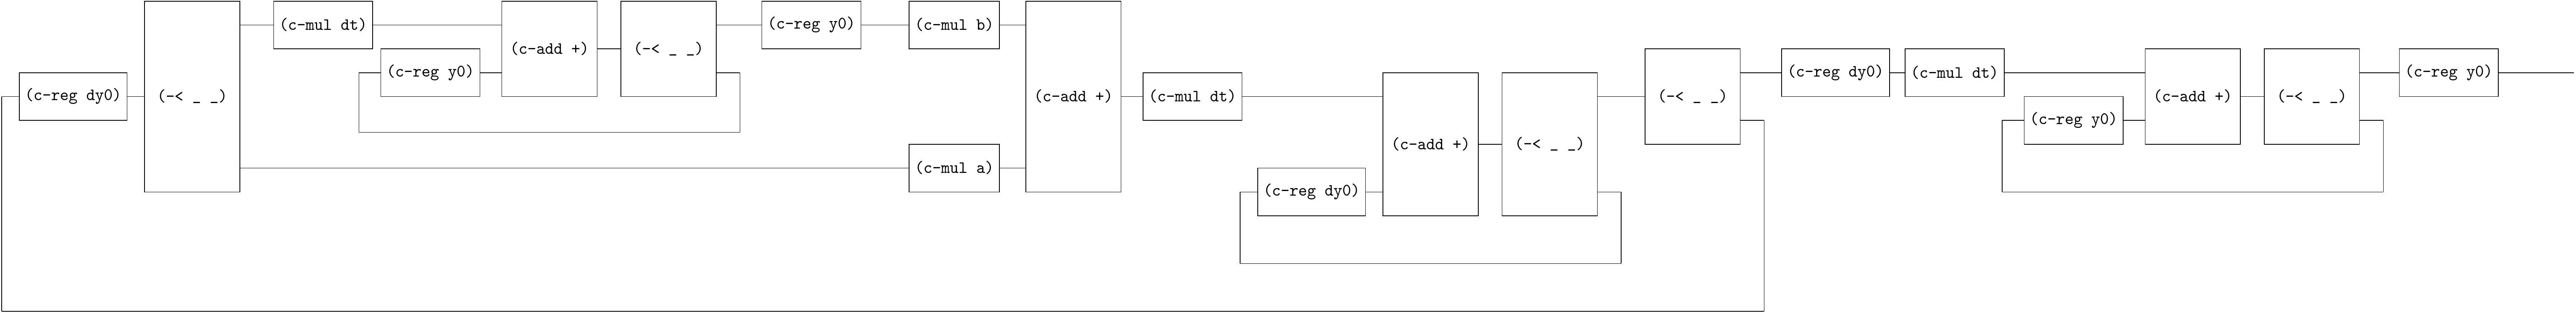 (c-reg dy0)
(-< _ _)
(c-mul dt)
(c-reg y0)
(c-add +)
(-< _ _)
(c-reg y0)
(c-mul b)
(c-mul a)
(c-add +)
(c-mul dt)
(c-reg dy0)
(c-add +)
(-< _ _)
(-< _ _)
(c-reg dy0)
(c-mul dt)
(c-reg y0)
(c-add +)
(-< _ _)
(c-reg y0)